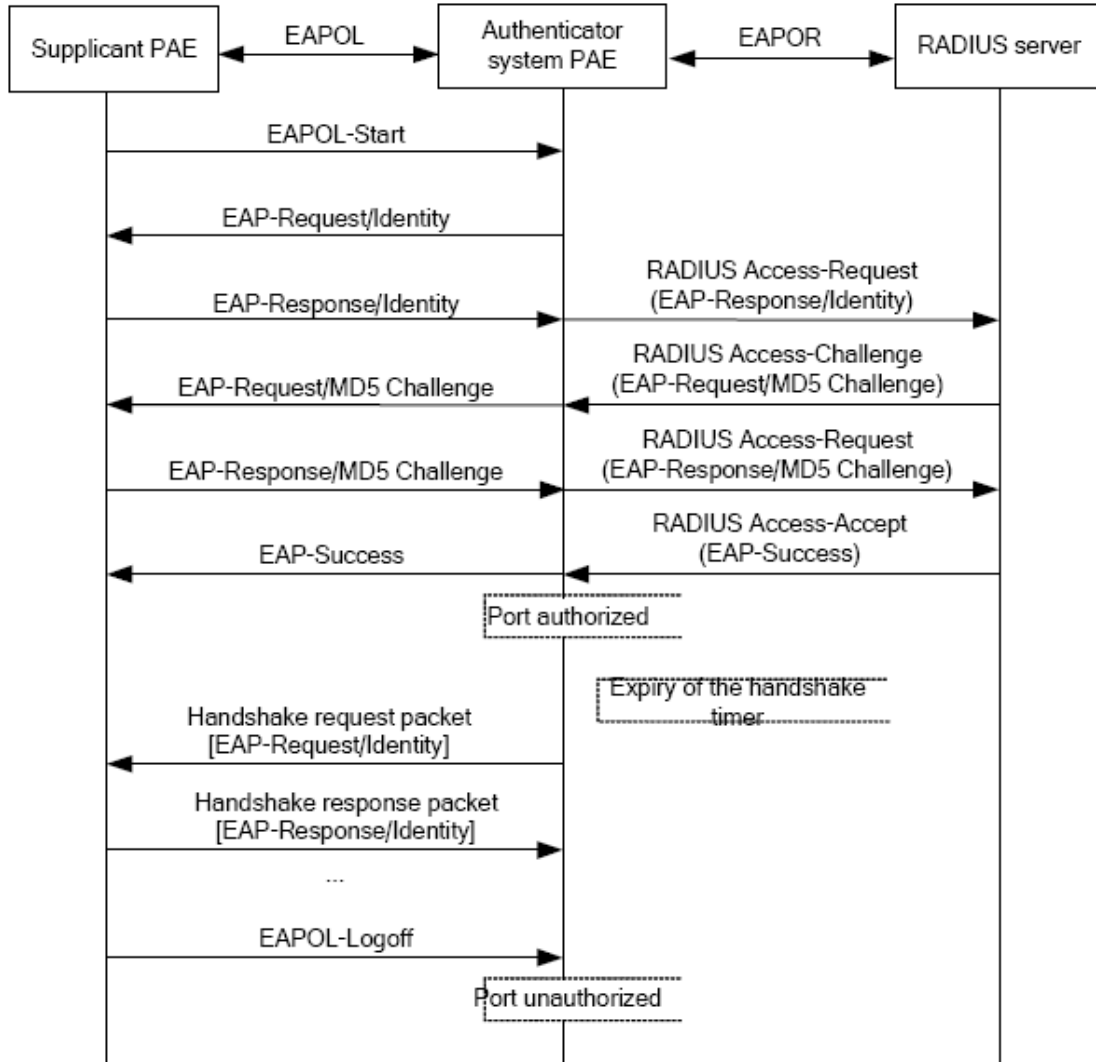 Supplicant PAE
EAPOL
Authenticator
system PAE
EAPOR
RADIUS server
EAPOL-Start
EAP-Request/Identity
EAP-Response/Identity
RADIUS Access-Request
(EAP-Response/Identity)
EAP-Request/MD5 Challenge
RADIUS Access-Challenge
(EAP-Request/MD5 Challenge)
EAP-Response/MD5 Challenge
RADIUS Access-Request
(EAP-Response/MD5 Challenge)
EAP-Success
RADIUS Access-Accept
(EAP-Success)
Port authorized
Expiry of the handshake
timer
Handshake request packet
[EAP-Request/Identity]
Handshake response packet
[EAP-Response/Identity]
...
EAPOL-Logoff
Port unauthorized